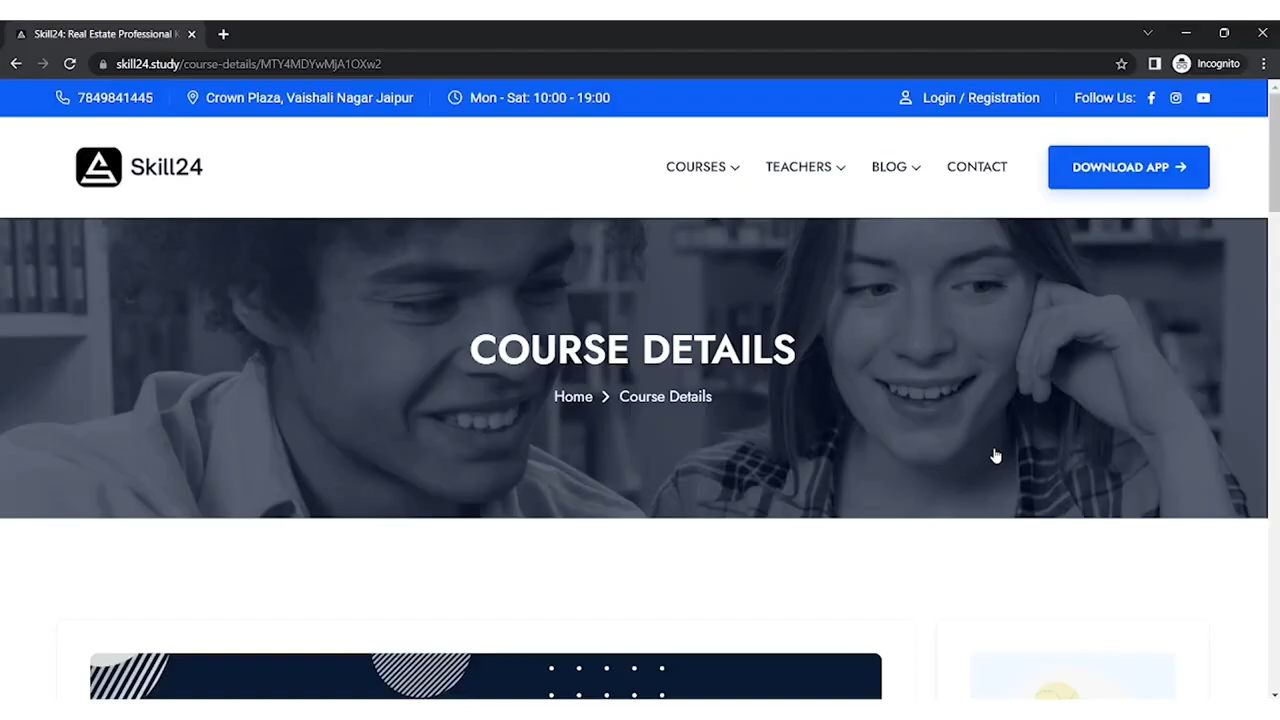 Skill24: Real Estate Professional
skill24.study/course-details/MTY4MDYwMjA1OXw2
Incognito
7849841445
Crown Plaza, Vaishali Nagar Jaipur
Mon - Sat: 10:00 - 19:00
Login / Registration
Follow Us:
Skill24
COURSES
TEACHERS
BLOG
CONTACT
DOWNLOAD APP
COURSE DETAILS
Home
Course Details